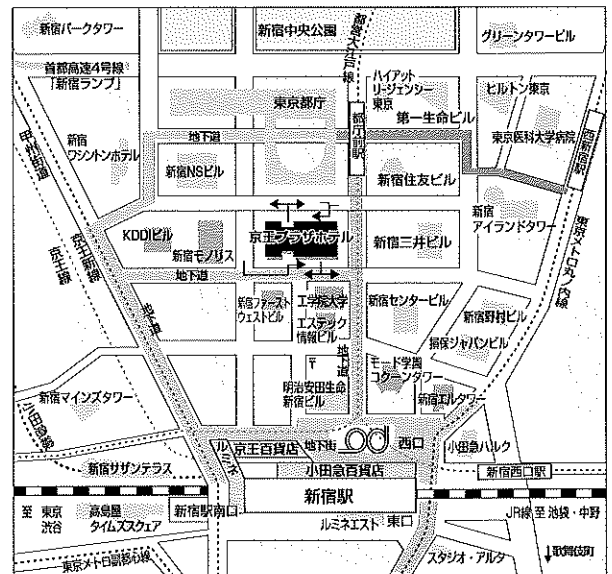 新宿パークタワー
新宿中央公園
都営大江戸線
グリーンタワービル
首都高速4号線
「新宿ランプ」
ハイアット
リージェンシー
東京
ヒルトン東京
東京都庁
第一生命ビル
東京医科大学病院
西新宿駅
甲州街道
新宿
ワシントンホテル
地下道
都庁前駅
新宿NSビル
新宿住友ビル
新宿
アイランドタワー
東京メトロ丸ノ内線
京王新線
京王線
KDDIビル
新宿モノリス
京王プラザホテル
新宿三井ビル
地下道
歩道
新宿ファースト
ウェストビル
工学院大学
エステック
情報ビル
新宿センタービル
新宿野村ビル
損保ジャパンビル
地下道
〒
明治安田生命
新宿ビル
モード学園
コクーンタワー
新宿エルタワー
新宿マインズタワー
小田急線
ルミネ
京王百貨店
地下街
西口
小田急ハルク
新宿サザンテラス
小田急百貨店
新宿西口駅
新宿駅
至 東京
渋谷
高島屋
タイムズスクェア
新宿駅南口
ルミネエスト
東口
JR線 至 池袋・中野
東京メトロ副都心線
スタジオ・アルタ
歌舞伎町